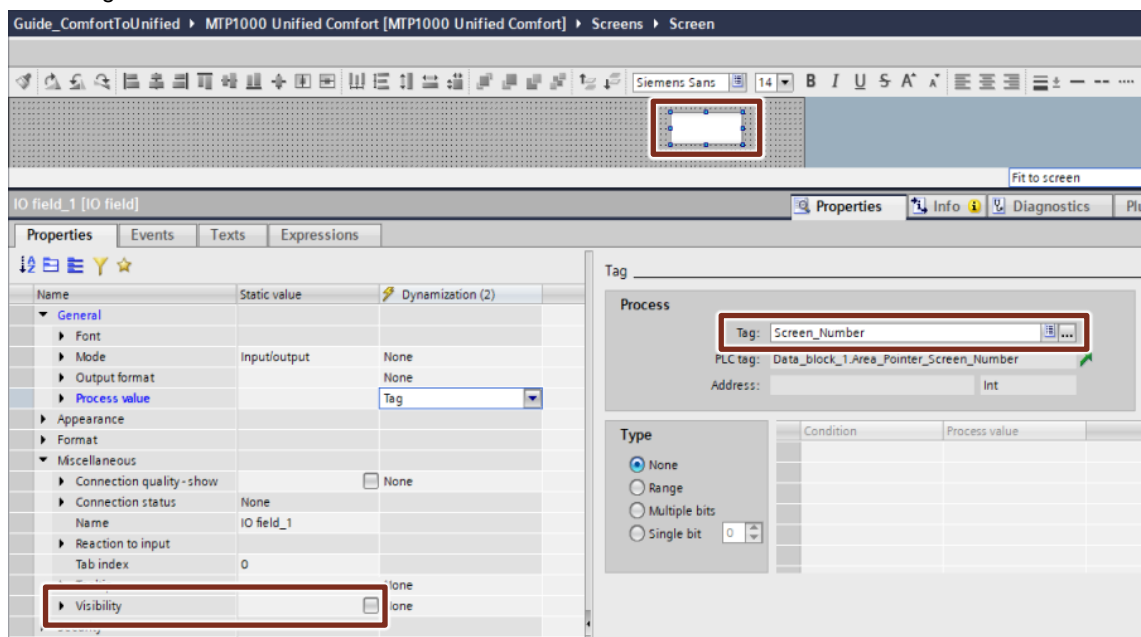 Guide_ComfortToUnified ▸ MTP1000 Unified Comfort [MTP1000 Unified Comfort] ▸ Screens ▸ Screen
Siemens Sans 14 B I U S A A
Fit to screen
IO field_1 [IO field]
Properties Info Diagnostics
Properties Events Texts Expressions
Name Static value Dynamization (2)
General
Font
Mode Input/output None
Output format None
Process value Tag
Appearance
Format
Miscellaneous
Connection quality - show None
Connection status None
Name IO field_1
Reaction to input
Tab index 0
None
Visibility None
Tag
Process
Tag: Screen_Number
PLC tag: Data_block_1.Area_Pointer_Screen_Number
Address: Int
Type
None
Range
Multiple bits
Single bit 0
Condition Process value